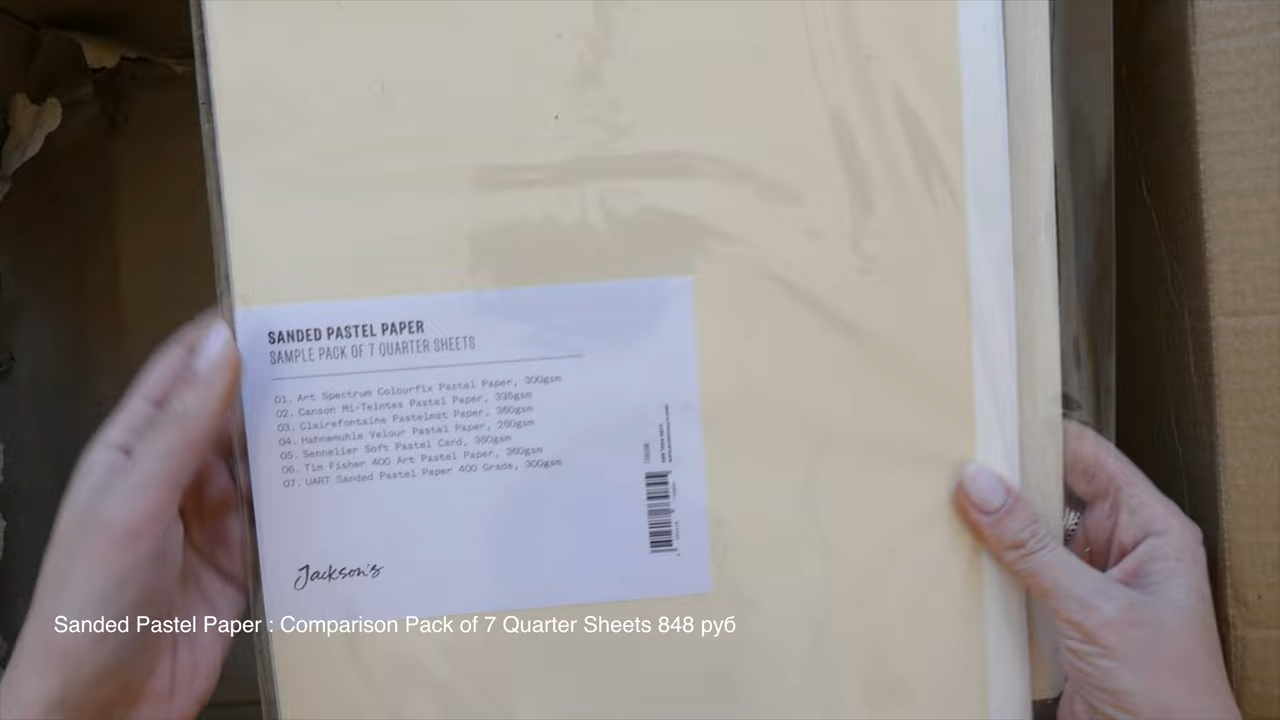 SANDED PASTEL PAPER
SAMPLE PACK OF 7 QUARTER SHEETS
01. Art Spectrum Colourfix Pastel Paper, 300gsm
02. Canson Mi-Teintes Pastel Paper, 335gsm
03. Clairefontaine Pastelmat Paper, 360gsm
04. Hahnemuhle Velour Pastel Paper, 260gsm
05. Sennelier Soft Pastel Card, 360gsm
06. Tim Fisher 400 Art Pastel Paper, 360gsm
07. UART Sanded Pastel Paper 400 Grade, 300gsm
Jackson's
Sanded Pastel Paper : Comparison Pack of 7 Quarter Sheets 848 руб